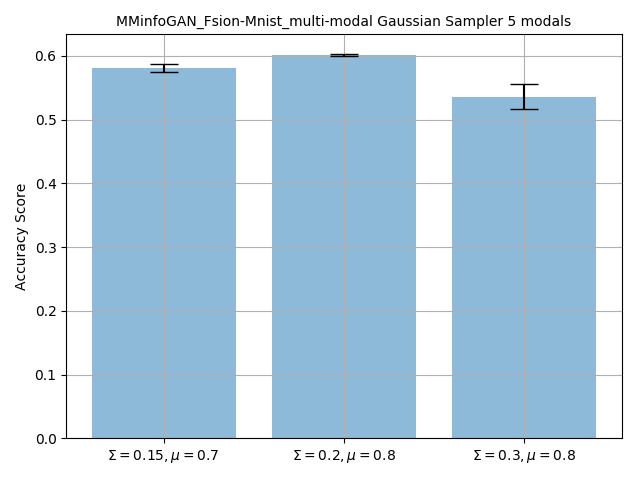 MMinfoGAN_Fsion-Mnist_multi-modal Gaussian Sampler 5 modals
0.6
0.5
0.4
0.3
0.2
0.1
0.0
Accuracy Score
Σ = 0.15, μ = 0.7
Σ = 0.2, μ = 0.8
Σ = 0.3, μ = 0.8